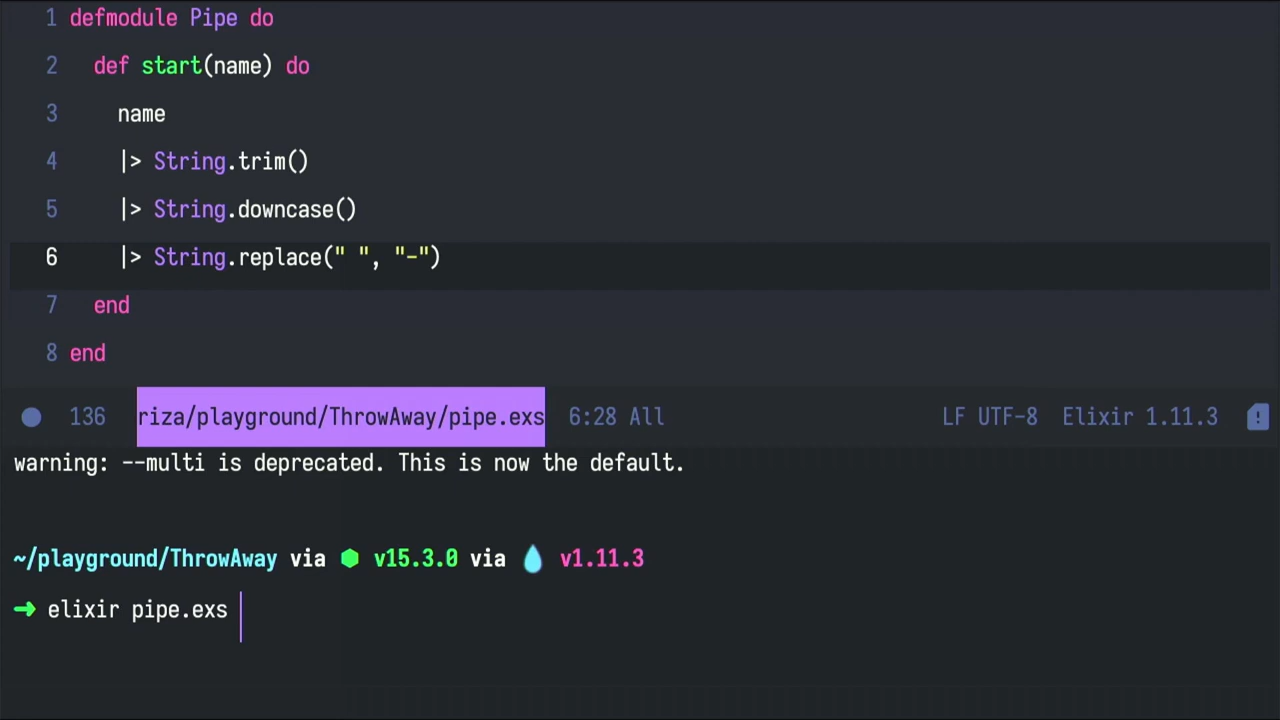 1 defmodule Pipe do
2 def start(name) do
3 name
4 |> String.trim()
5 |> String.downcase()
6 |> String.replace(" ", "-")
7 end
8 end
136 riza/playground/ThrowAway/pipe.exs 6:28 All LF UTF-8 Elixir 1.11.3
warning: --multi is deprecated. This is now the default.
~/playground/ThrowAway via ⬢ v15.3.0 via 💧 v1.11.3
➜ elixir pipe.exs